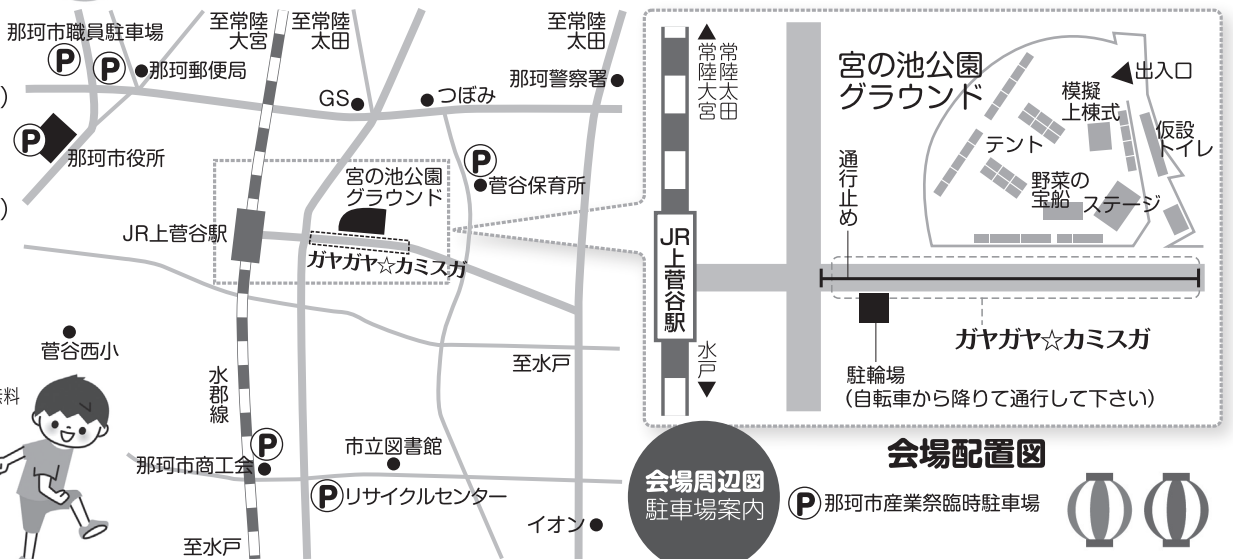 那珂市職員駐車場
P
P
那珂郵便局
至常陸
大宮
至常陸
太田
至常陸
太田
那珂警察署
GS
つぼみ
)
P
那珂市役所
)
P
菅谷保育所
宮の池公園
グラウンド
JR上菅谷駅
ガヤガヤ☆カミスガ
菅谷西小
料
水郡線
至水戸
P
那珂市商工会
市立図書館
P
リサイクルセンター
イオン
至水戸
▲常陸大宮
常陸太田
JR上菅谷駅
水戸▼
宮の池公園
グラウンド
出入口
模擬
上棟式
テント
仮設
トイレ
野菜の
宝船
ステージ
通行止め
ガヤガヤ☆カミスガ
駐輪場
(自転車から降りて通行して下さい)
会場配置図
会場周辺図
駐車場案内
P 那珂市産業祭臨時駐車場